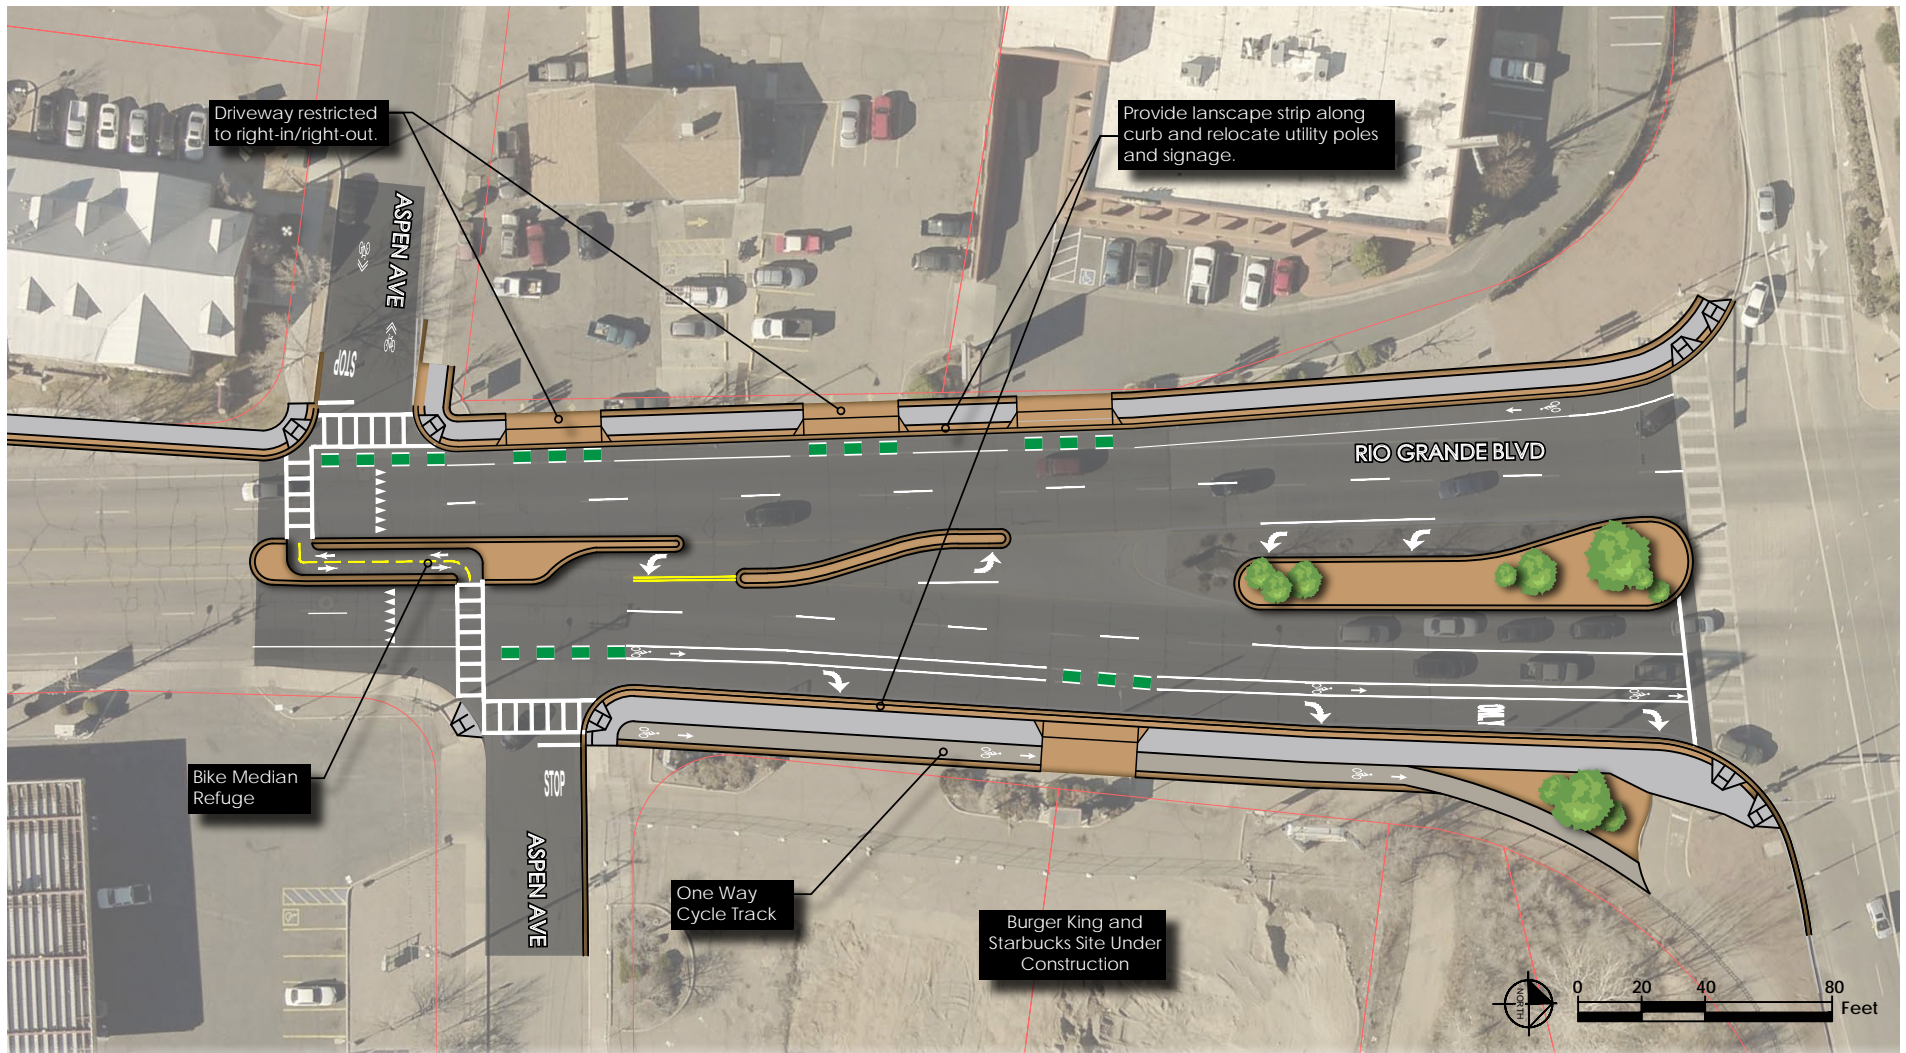 Driveway restricted
to right-in/right-out.
Provide lanscape strip along
curb and relocate utility poles
and signage.
ASPEN AVE
STOP
RIO GRANDE BLVD
ONLY
Bike Median
Refuge
STOP
ASPEN AVE
One Way
Cycle Track
Burger King and
Starbucks Site Under
Construction
NORTH
0 20 40 80
Feet